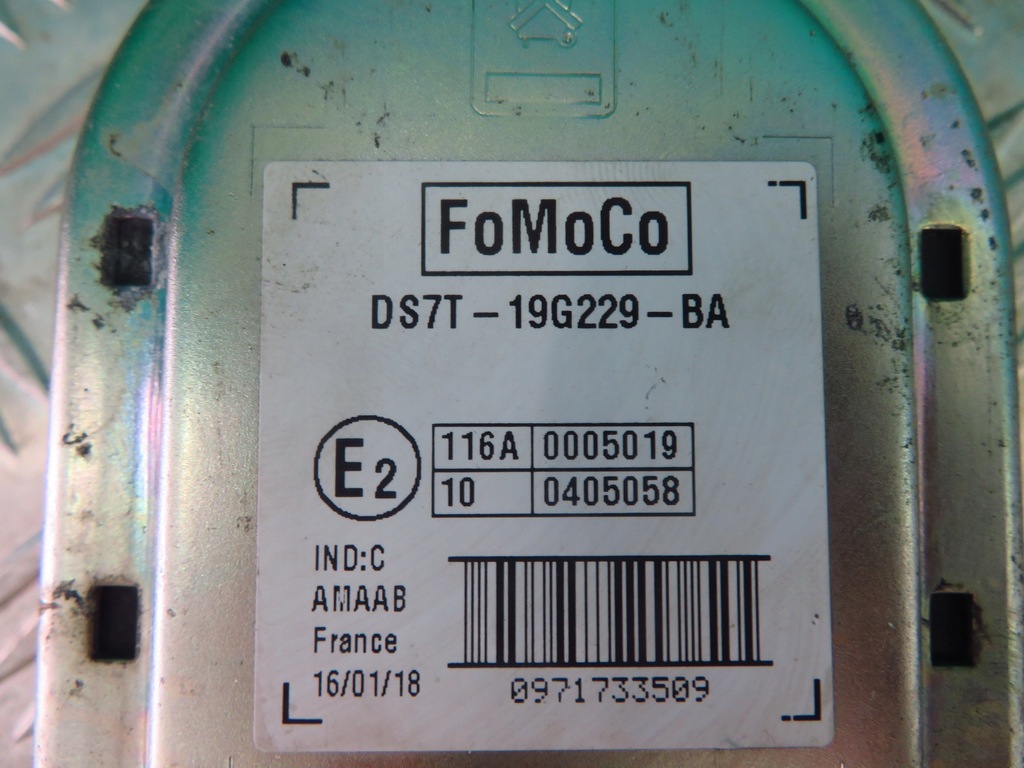 FoMoCo
DS7T-19G229-BA
E2
116A 0005019
10 0405058
IND:C
AMAAB
France
16/01/18
0971733509